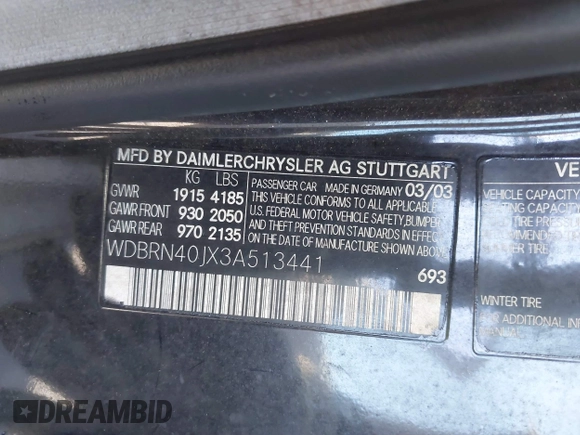 MFD BY DAIMLERCHRYSLER AG STUTTGART
KG LBS
GVWR 1915 4185
GAWR FRONT 930 2050
GAWR REAR 970 2135
PASSENGER CAR MADE IN GERMANY 03/03
THIS VEHICLE CONFORMS TO ALL APPLICABLE
U.S. FEDERAL MOTOR VEHICLE SAFETY, BUMPER,
AND THEFT PREVENTION STANDARDS IN EFFECT
ON THE DATE OF MANUFACTURE SHOWN ABOVE.
WDBRN40JX3A513441
693
VE
VEHICLE CAPACITY
CAPACITY
WINTER TIRE
ADDITIONAL IN
DREAMBID